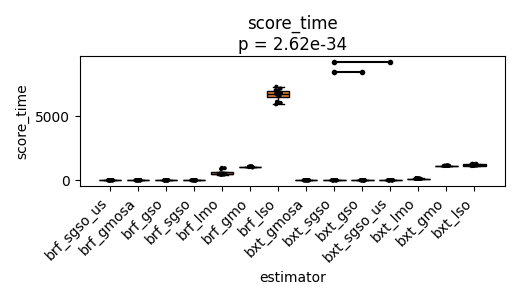 score_time
p = 2.62e-34
score_time
5000
0
brf_sgso_us
brf_gmosa
brf_gso
brf_sgso
brf_lmo
brf_gmo
brf_lso
bxt_gmosa
bxt_sgso
bxt_gso
bxt_sgso_us
bxt_lmo
bxt_gmo
bxt_lso
estimator